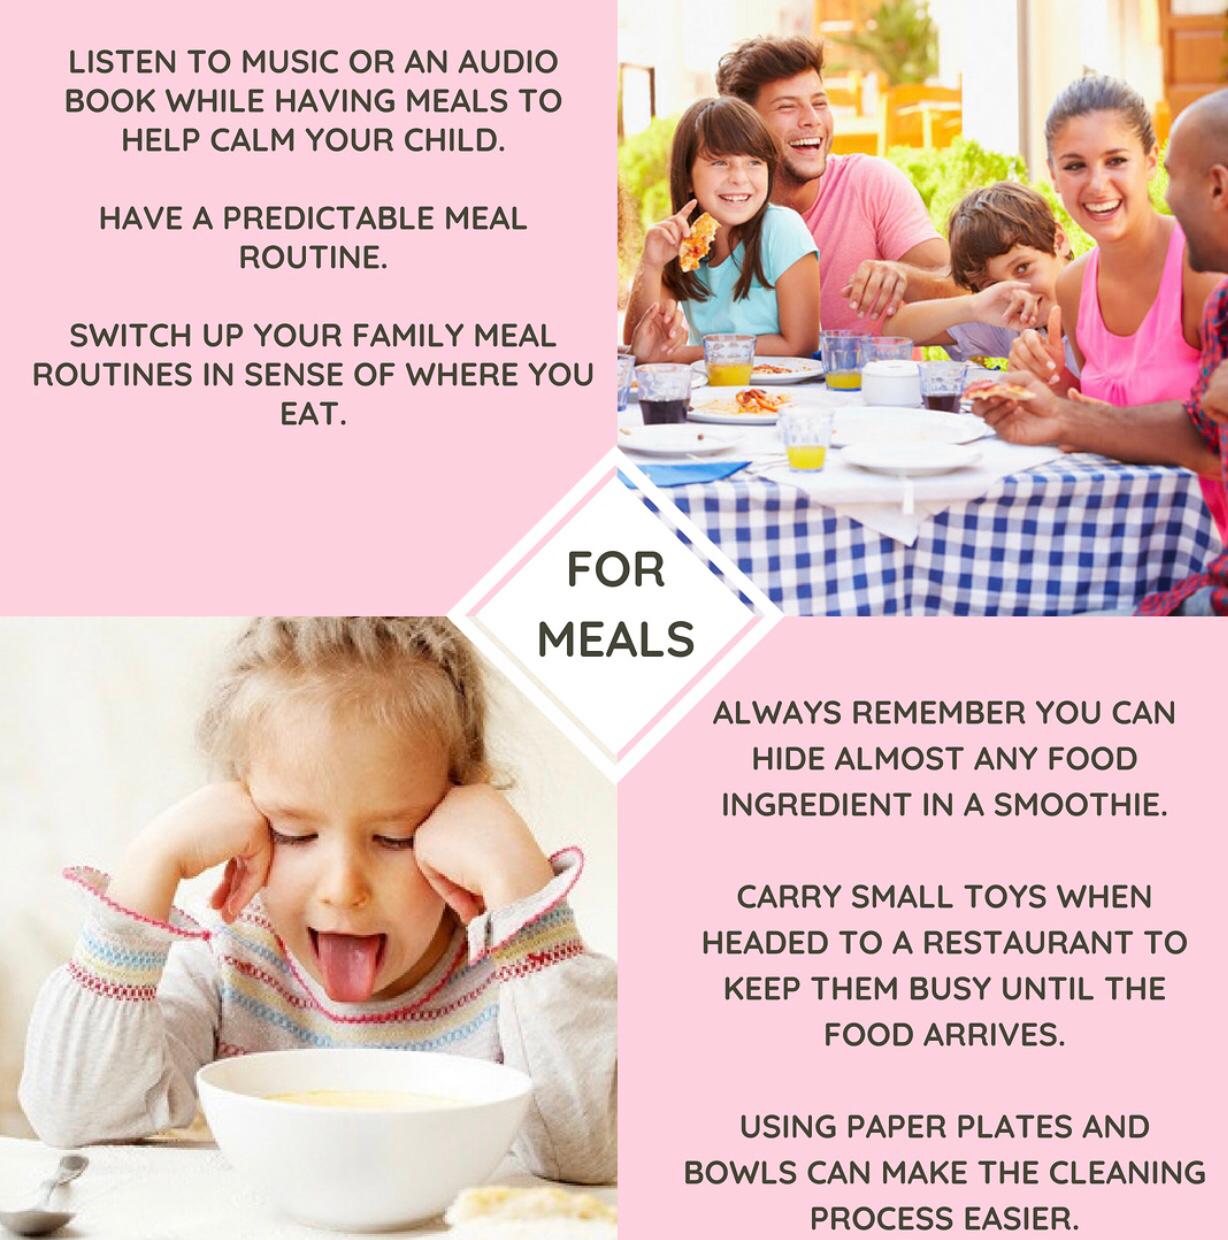 LISTEN TO MUSIC OR AN AUDIO
BOOK WHILE HAVING MEALS TO
HELP CALM YOUR CHILD.
HAVE A PREDICTABLE MEAL
ROUTINE.
SWITCH UP YOUR FAMILY MEAL
ROUTINES IN SENSE OF WHERE YOU
EAT.
FOR
MEALS
ALWAYS REMEMBER YOU CAN
HIDE ALMOST ANY FOOD
INGREDIENT IN A SMOOTHIE.
CARRY SMALL TOYS WHEN
HEADED TO A RESTAURANT TO
KEEP THEM BUSY UNTIL THE
FOOD ARRIVES.
USING PAPER PLATES AND
BOWLS CAN MAKE THE CLEANING
PROCESS EASIER.